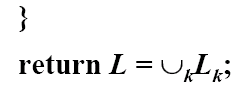 }
return L = ∪ₖLₖ;